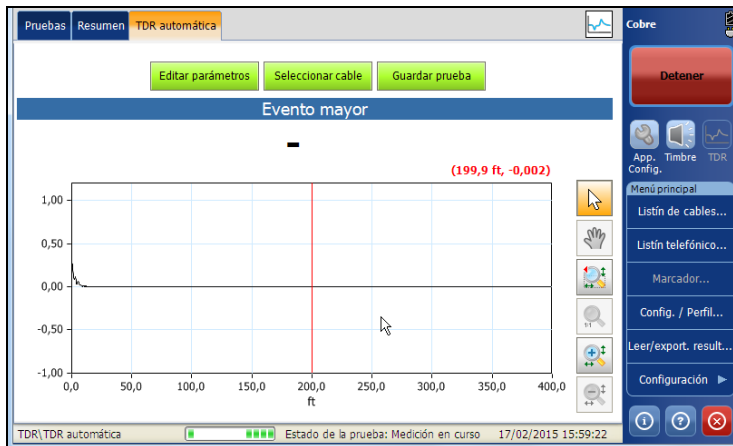 Pruebas Resumen TDR automática
Editar parámetros Seleccionar cable Guardar prueba
Evento mayor
-
(199,9 ft, -0,002)
1,00
0,50
0,00
-0,50
-1,00
0,0 50,0 100,0 150,0 200,0 250,0 300,0 350,0 400,0
ft
1:1
TDR\TDR automática Estado de la prueba: Medición en curso 17/02/2015 15:59:22
Cobre
Detener
App. Config. Timbre TDR
Menú principal
Listín de cables...
Listín telefónico...
Marcador...
Config. / Perfil...
Leer/export. result...
Configuración